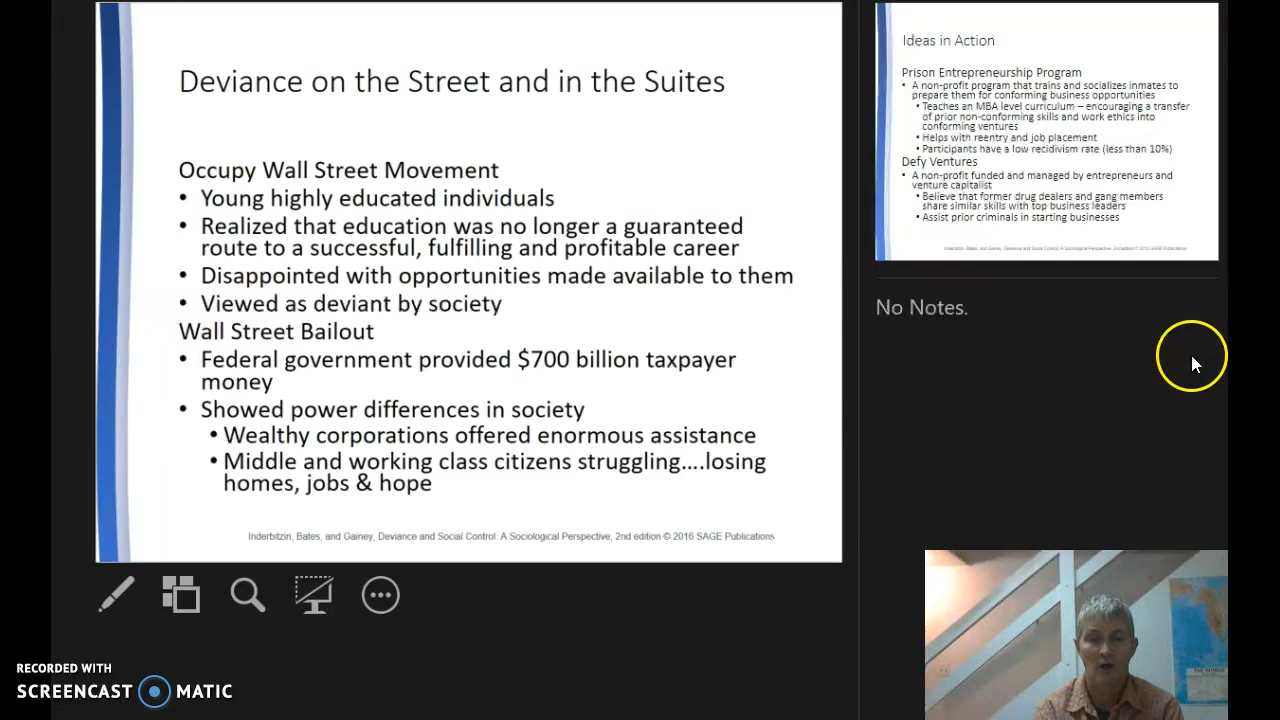 Deviance on the Street and in the Suites
Occupy Wall Street Movement
• Young highly educated individuals
• Realized that education was no longer a guaranteed
route to a successful, fulfilling and profitable career
• Disappointed with opportunities made available to them
• Viewed as deviant by society
Wall Street Bailout
• Federal government provided $700 billion taxpayer
money
• Showed power differences in society
• Wealthy corporations offered enormous assistance
• Middle and working class citizens struggling....losing
homes, jobs & hope
Inderbitzin, Bates, and Gainey, Deviance and Social Control: A Sociological Perspective, 2nd edition © 2016 SAGE Publications
Ideas in Action
Prison Entrepreneurship Program
• A non-profit program that trains and socializes inmates to
prepare them for conforming business opportunities
• Teaches an MBA level curriculum – encouraging a transfer
of prior non-conforming skills and work ethics into
conforming ventures
• Helps with reentry and job placement
• Participants have a low recidivism rate (less than 10%)
Defy Ventures
• A non-profit funded and managed by entrepreneurs and
venture capitalist
• Believe that former drug dealers and gang members
share similar skills with top business leaders
• Assist prior criminals in starting businesses
Inderbitzin, Bates, and Gainey, Deviance and Social Control: A Sociological Perspective, 2nd edition © 2016 SAGE Publications
No Notes.
RECORDED WITH
SCREENCAST MATIC